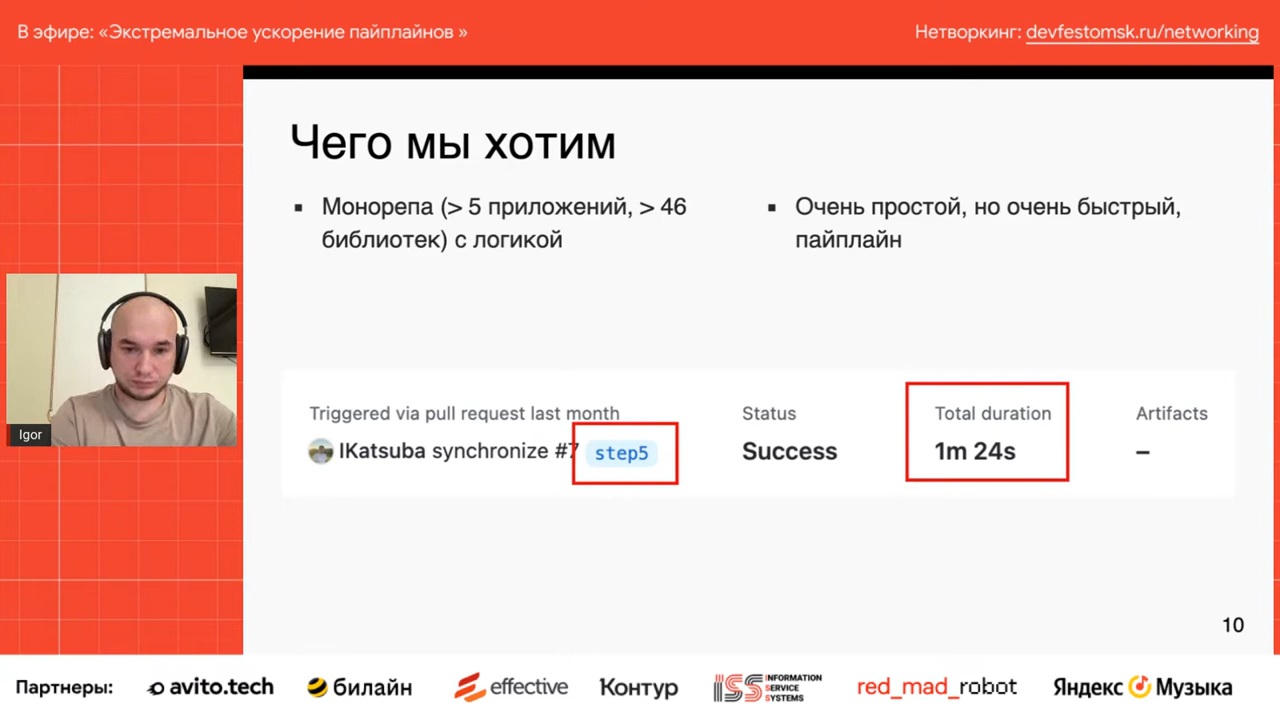 В эфире: «Экстремальное ускорение пайплайнов »
Нетворкинг: devfestomsk.ru/networking
Чего мы хотим
▪ Монорепа (> 5 приложений, > 46
библиотек) с логикой
▪ Очень простой, но очень быстрый,
пайплайн
Igor
Triggered via pull request last month
IKatsuba synchronize #7 step5
Status
Success
Total duration
1m 24s
Artifacts
–
10
Партнеры:
avito.tech
билайн
effective
Контур
ISS INFORMATION
SERVICE
SYSTEMS
red_mad_robot
Яндекс Музыка